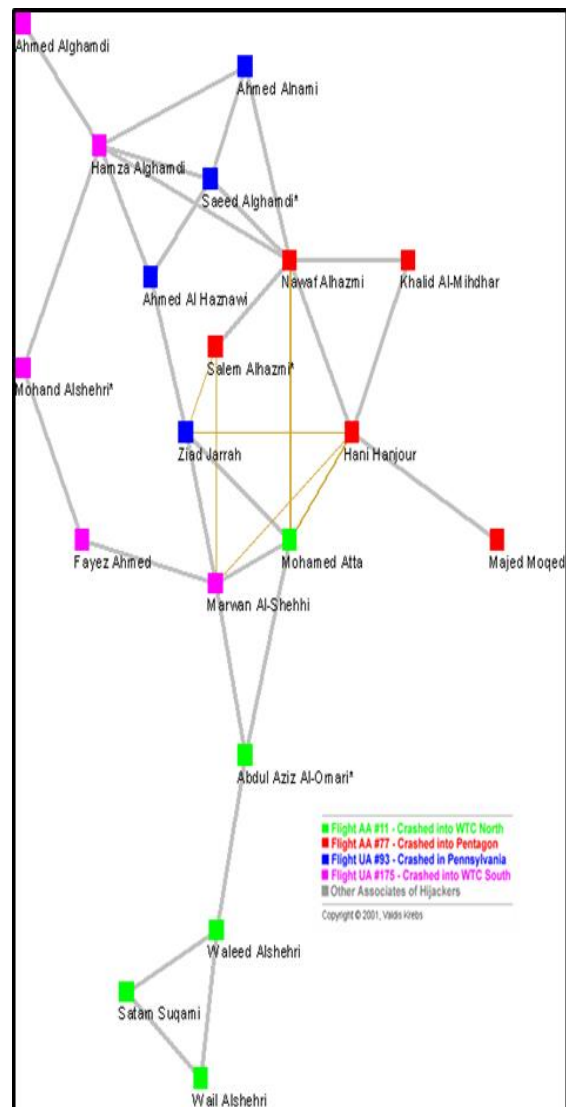 Ahmed Alghamdi
Ahmed Alnami
Hamza Alghamdi
Saeed Alghamdi*
Nawaf Alhazmi
Khalid Al-Mihdhar
Ahmed Al Haznawi
Salem Alhazmi*
Mohand Alshehri*
Ziad Jarrah
Hani Hanjour
Fayez Ahmed
Mohamed Atta
Majed Moqed
Marwan Al-Shehhi
Abdul Aziz Al-Omari*
Flight AA #11 - Crashed into WTC North
Flight AA #77 - Crashed into Pentagon
Flight UA #93 - Crashed in Pennsylvania
Flight UA #175 - Crashed into WTC South
Other Associates of Hijackers
Copyright © 2001, Valdis Krebs
Waleed Alshehri
Satam Suqami
Wail Alshehri